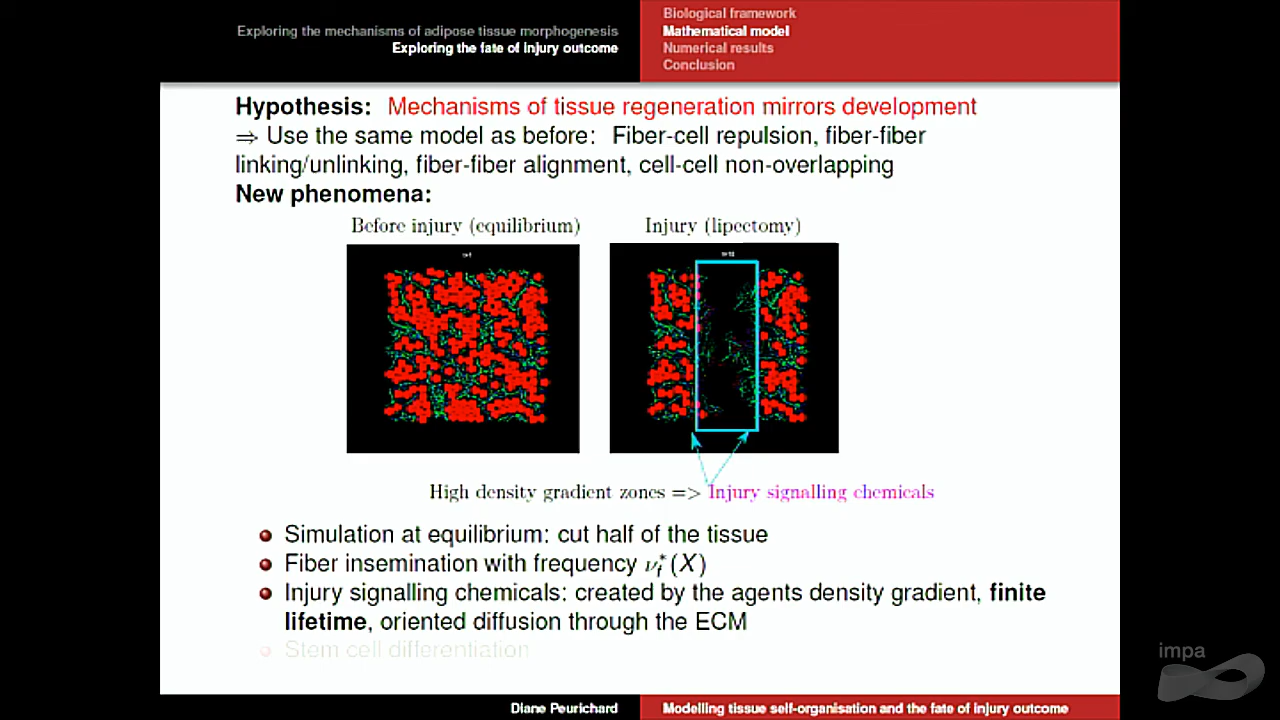 Exploring the mechanisms of adipose tissue morphogenesis
Exploring the fate of injury outcome
Biological framework
Mathematical model
Numerical results
Conclusion
Hypothesis: Mechanisms of tissue regeneration mirrors development
⇒ Use the same model as before: Fiber-cell repulsion, fiber-fiber
linking/unlinking, fiber-fiber alignment, cell-cell non-overlapping
New phenomena:
Before injury (equilibrium)
Injury (lipectomy)
High density gradient zones => Injury signalling chemicals
Simulation at equilibrium: cut half of the tissue
Fiber insemination with frequency ν*_f(X)
Injury signalling chemicals: created by the agents density gradient, finite
lifetime, oriented diffusion through the ECM
Stem cell differentiation
impa
Diane Peurichard
Modelling tissue self-organisation and the fate of injury outcome